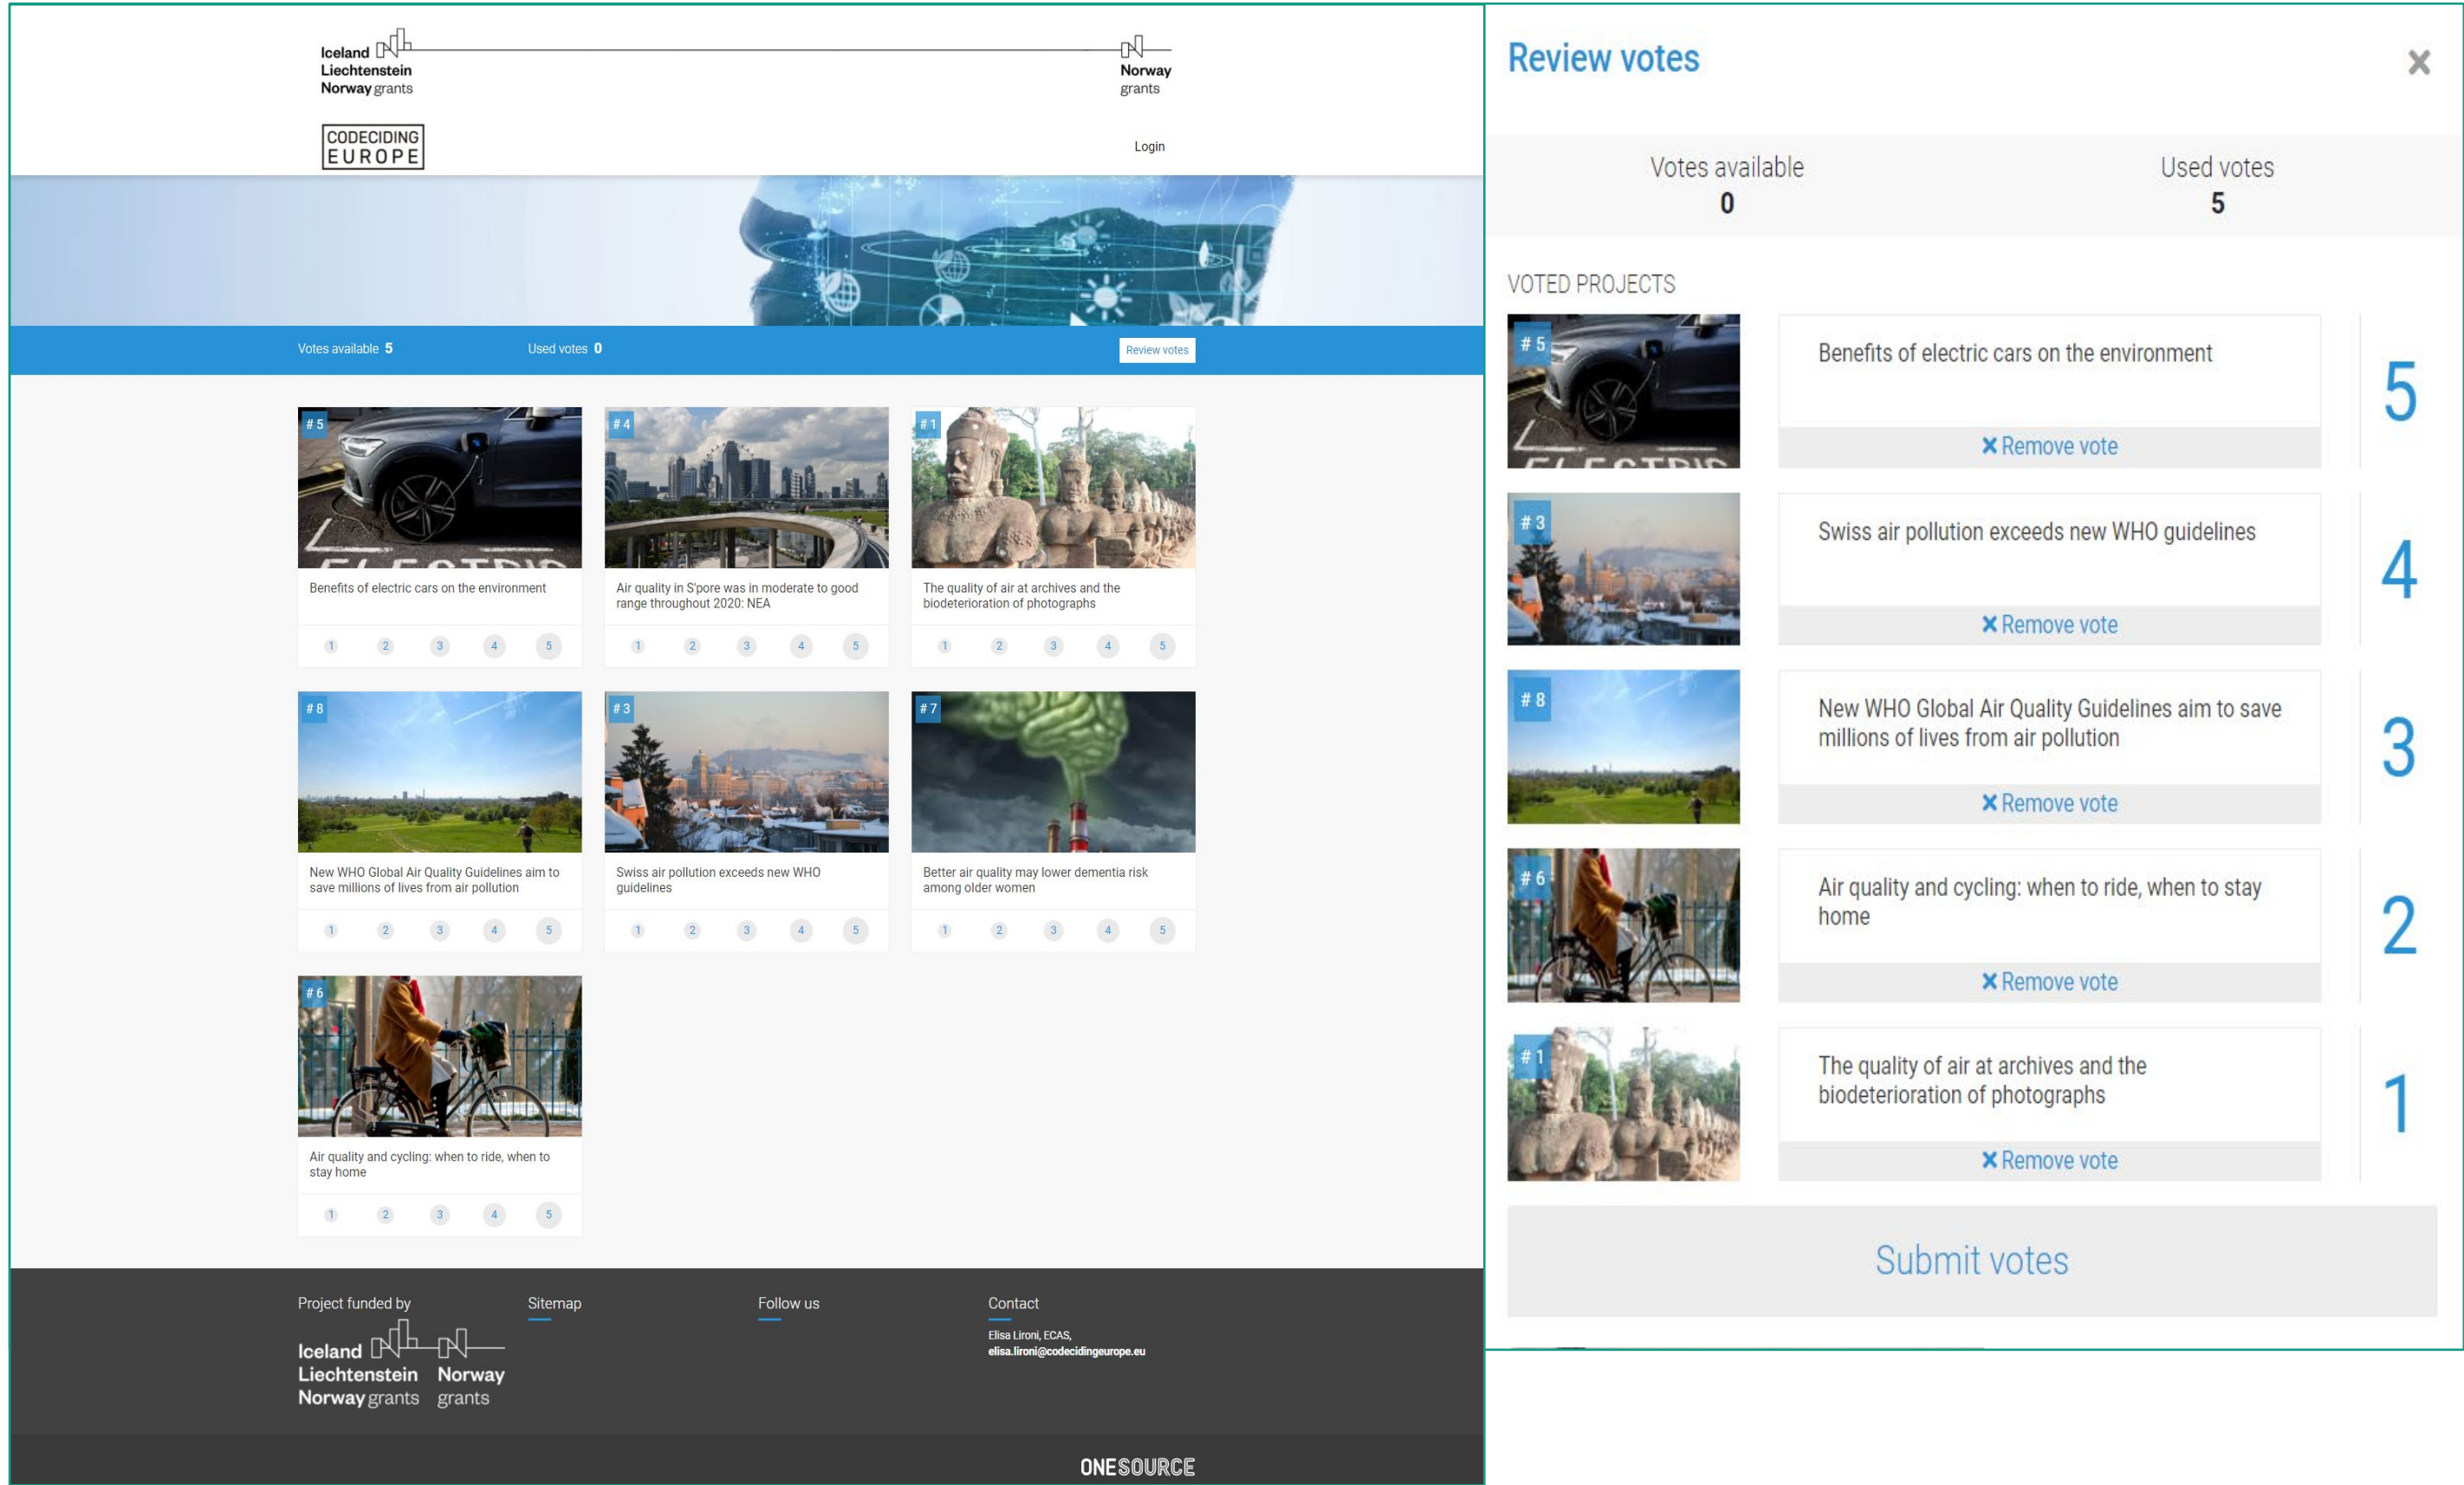 Iceland
Liechtenstein
Norway grants
Norway
grants
CODECIDING
EUROPE
Login
Votes available 5
Used votes 0
Review votes
# 5
# 4
# 1
Benefits of electric cars on the environment
Air quality in S'pore was in moderate to good
range throughout 2020: NEA
The quality of air at archives and the
biodeterioration of photographs
1 2 3 4 5
1 2 3 4 5
1 2 3 4 5
# 8
# 3
# 7
New WHO Global Air Quality Guidelines aim to
save millions of lives from air pollution
Swiss air pollution exceeds new WHO
guidelines
Better air quality may lower dementia risk
among older women
1 2 3 4 5
1 2 3 4 5
1 2 3 4 5
# 6
Air quality and cycling: when to ride, when to
stay home
1 2 3 4 5
Project funded by
Iceland
Liechtenstein
Norway grants
Norway
grants
Sitemap
Follow us
Contact
Elisa Lironi, ECAS,
elisa.lironi@codecidingeurope.eu
ONESOURCE
Review votes
Votes available
0
Used votes
5
VOTED PROJECTS
# 5
Benefits of electric cars on the environment
Remove vote
5
# 3
Swiss air pollution exceeds new WHO guidelines
Remove vote
4
# 8
New WHO Global Air Quality Guidelines aim to save
millions of lives from air pollution
Remove vote
3
# 6
Air quality and cycling: when to ride, when to stay
home
Remove vote
2
# 1
The quality of air at archives and the
biodeterioration of photographs
Remove vote
1
Submit votes